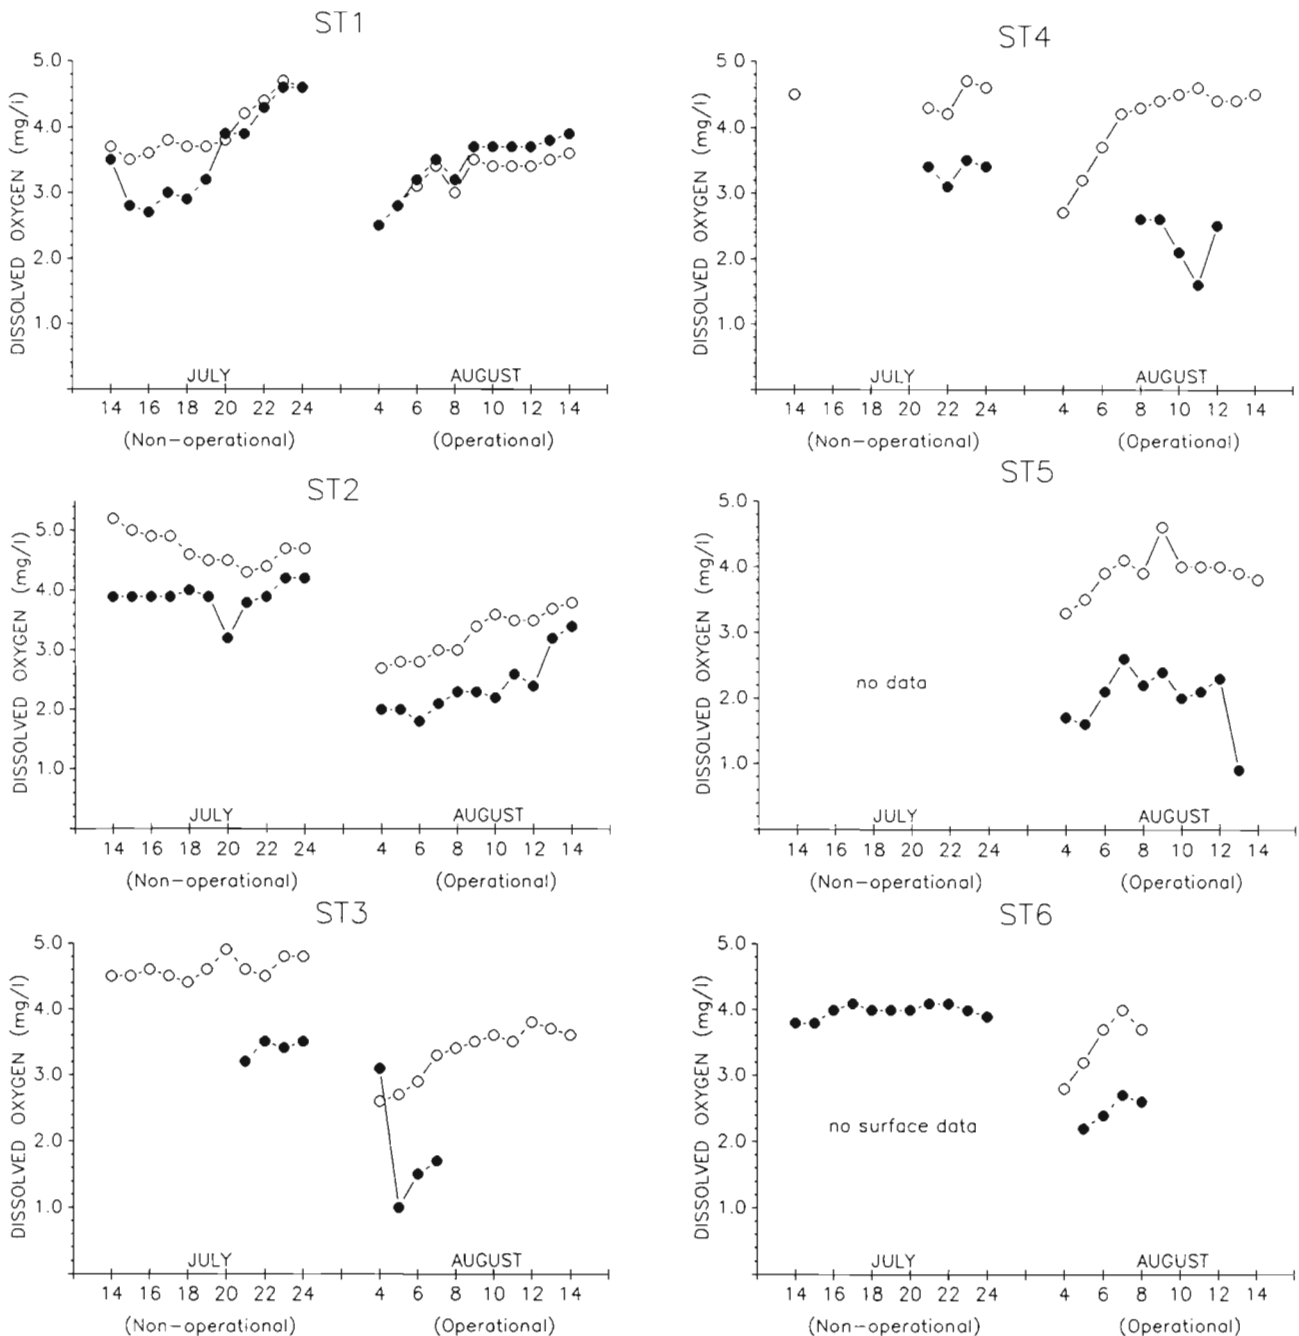 ST1
DISSOLVED OXYGEN (mg/l)
5.0
4.0
3.0
2.0
1.0
JULY AUGUST
14 16 18 20 22 24 4 6 8 10 12 14
(Non-operational) (Operational)
ST4
DISSOLVED OXYGEN (mg/l)
5.0
4.0
3.0
2.0
1.0
JULY AUGUST
14 16 18 20 22 24 4 6 8 10 12 14
(Non-operational) (Operational)
ST2
DISSOLVED OXYGEN (mg/l)
5.0
4.0
3.0
2.0
1.0
JULY AUGUST
14 16 18 20 22 24 4 6 8 10 12 14
(Non-operational) (Operational)
ST5
DISSOLVED OXYGEN (mg/l)
5.0
4.0
3.0
2.0
1.0
no data
JULY AUGUST
14 16 18 20 22 24 4 6 8 10 12 14
(Non-operational) (Operational)
ST3
DISSOLVED OXYGEN (mg/l)
5.0
4.0
3.0
2.0
1.0
JULY AUGUST
14 16 18 20 22 24 4 6 8 10 12 14
(Non-operational) (Operational)
ST6
DISSOLVED OXYGEN (mg/l)
5.0
4.0
3.0
2.0
1.0
no surface data
JULY AUGUST
14 16 18 20 22 24 4 6 8 10 12 14
(Non-operational) (Operational)